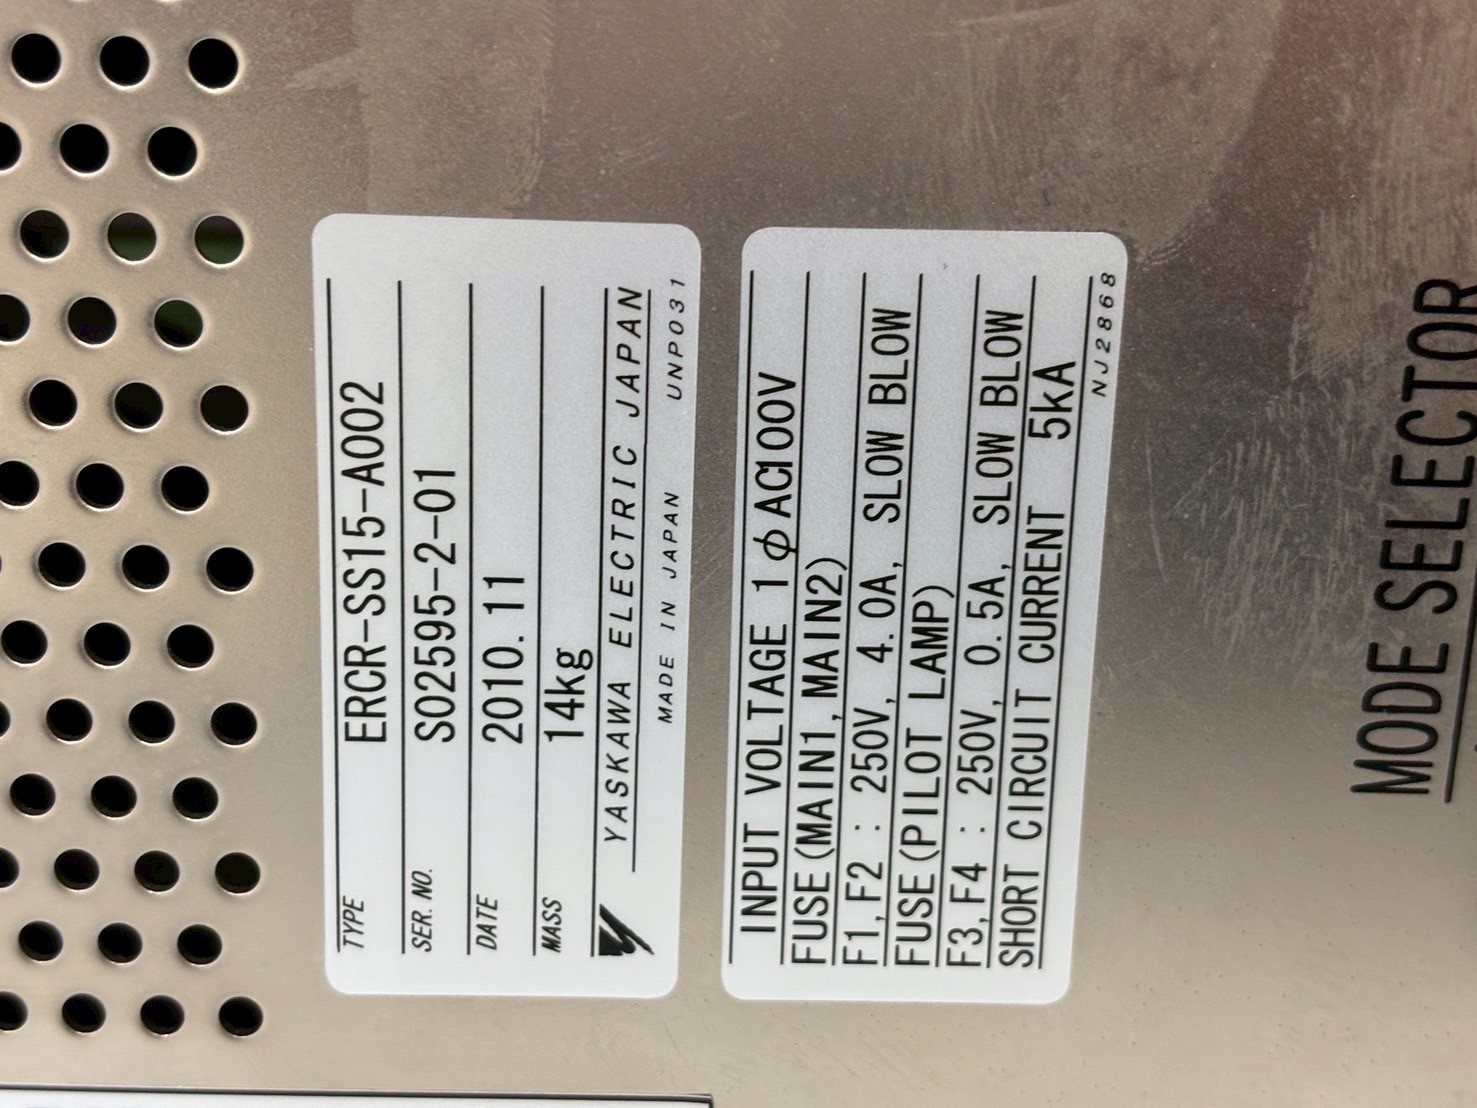 TYPE ERCR-SS15-A002
SER. NO. S02595-2-01
DATE 2010. 11
MASS 14kg
YASKAWA ELECTRIC JAPAN
MADE IN JAPAN UNP031
INPUT VOLTAGE 1φAC100V
FUSE(MAIN1, MAIN2)
F1, F2 : 250V, 4.0A, SLOW BLOW
FUSE(PILOT LAMP)
F3, F4 : 250V, 0.5A, SLOW BLOW
SHORT CIRCUIT CURRENT 5kA
NJ2868
MODE SELECTOR